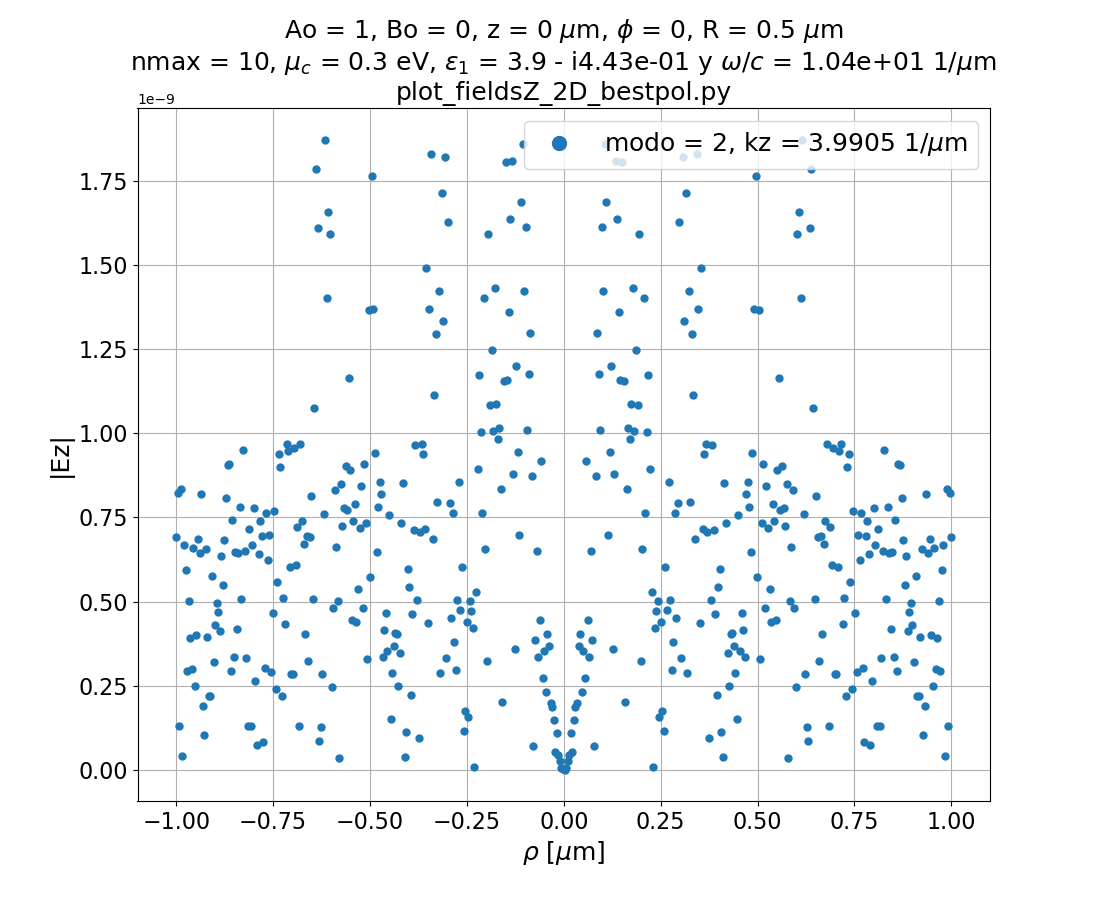 Ao = 1, Bo = 0, z = 0 μm, ϕ = 0, R = 0.5 μm
nmax = 10, μc = 0.3 eV, ε1 = 3.9 - i4.43e-01 y ω/c = 1.04e+01 1/μm
plot_fieldsZ_2D_bestpol.py
1e−9
modo = 2, kz = 3.9905 1/μm
1.75
1.50
1.25
1.00
0.75
0.50
0.25
0.00
|Ez|
−1.00 −0.75 −0.50 −0.25 0.00 0.25 0.50 0.75 1.00
ρ [μm]